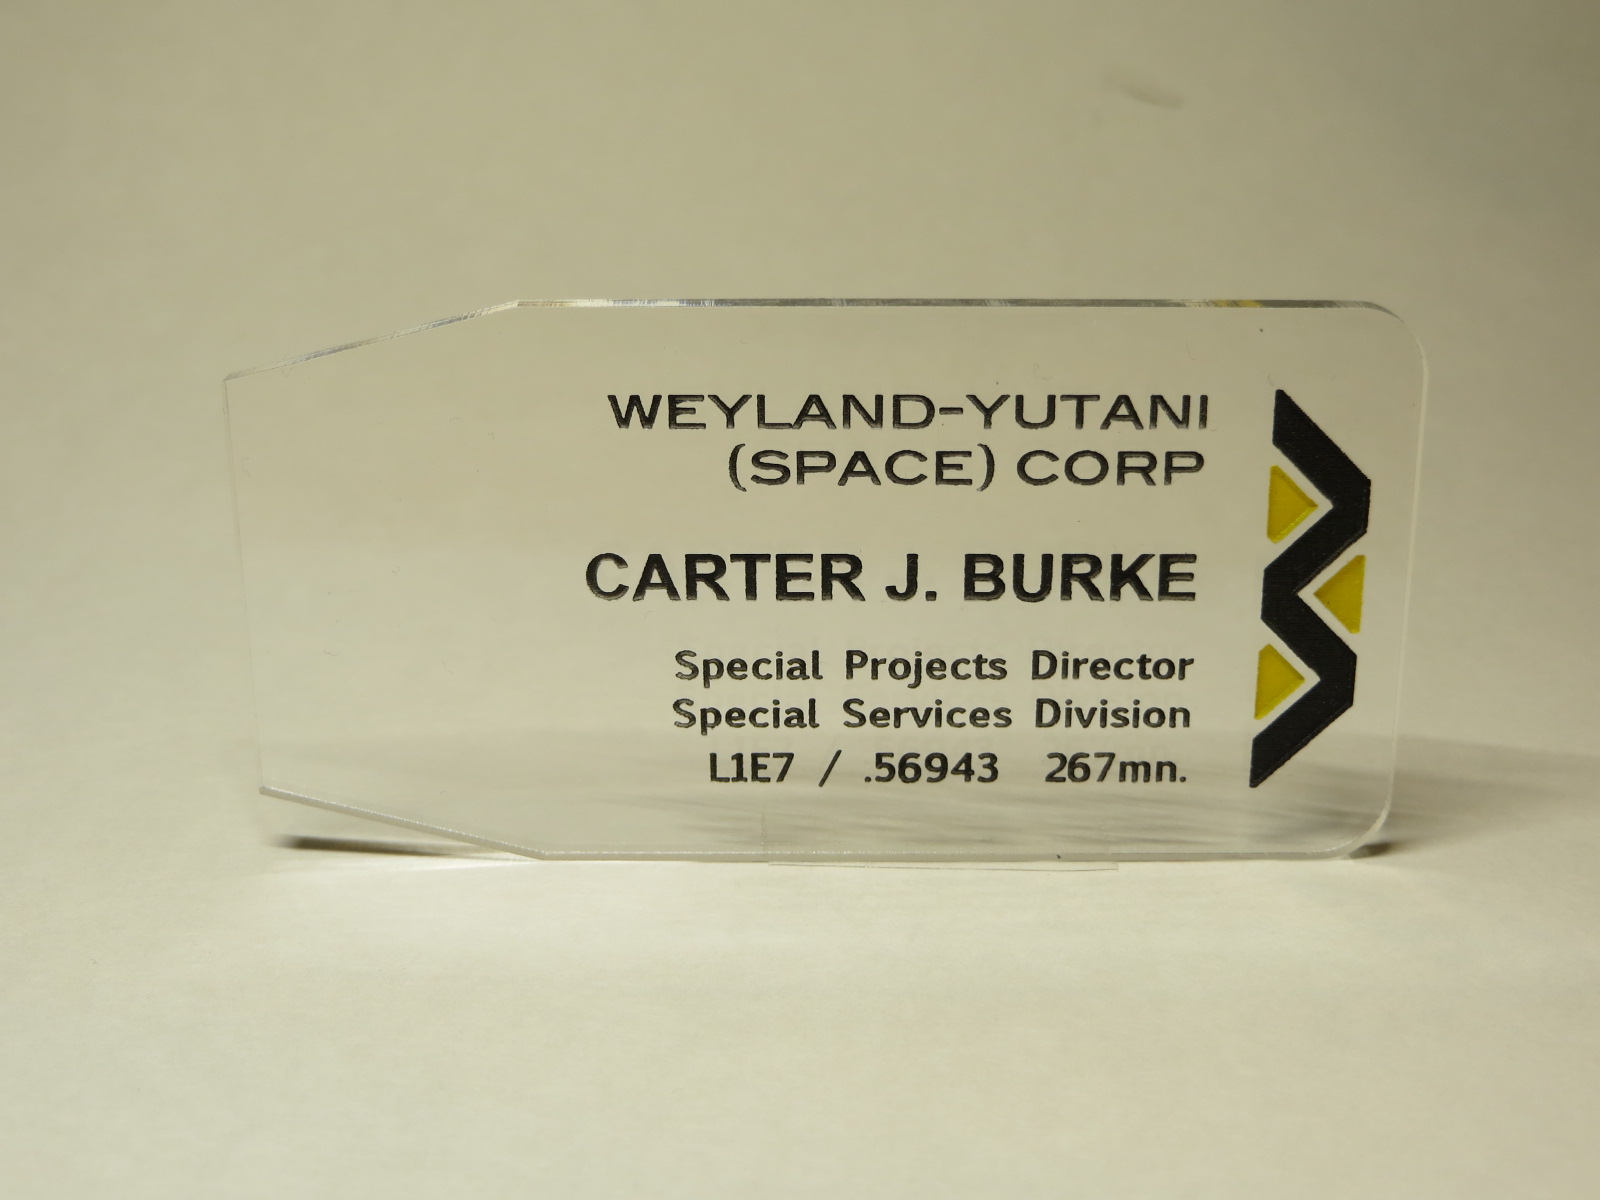 WEYLAND-YUTANI
(SPACE) CORP
CARTER J. BURKE
Special Projects Director
Special Services Division
L1E7 / .56943 267mn.